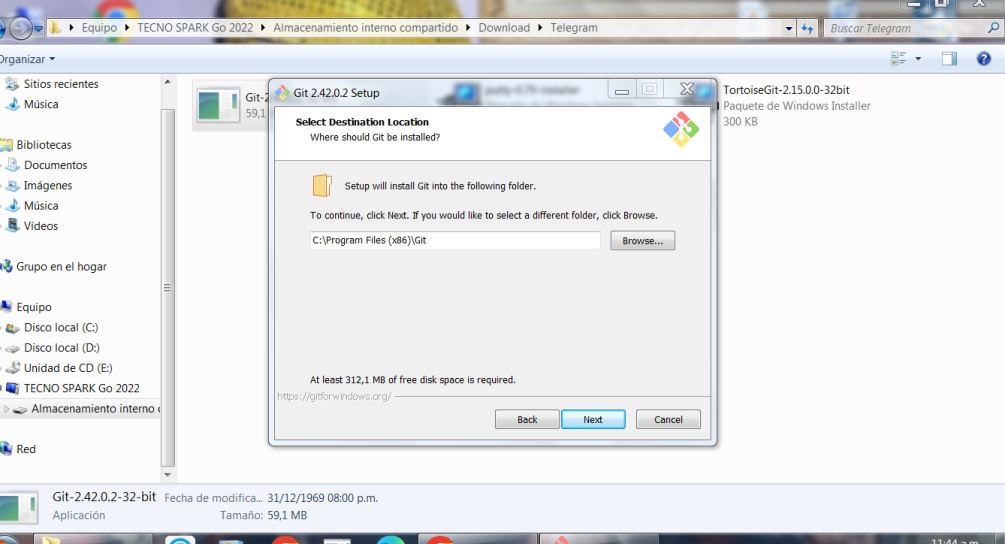 Equipo
TECNO SPARK Go 2022
Almacenamiento interno compartido
Download
Telegram
Buscar Telegram
Organizar
Sitios recientes
Música
Bibliotecas
Documentos
Imágenes
Música
Vídeos
Grupo en el hogar
Equipo
Disco local (C:)
Disco local (D:)
Unidad de CD (E:)
TECNO SPARK Go 2022
Almacenamiento interno
Red
Git-2
59,1
TortoiseGit-2.15.0.0-32bit
Paquete de Windows Installer
300 KB
Git 2.42.0.2 Setup
Select Destination Location
Where should Git be installed?
Setup will install Git into the following folder.
To continue, click Next. If you would like to select a different folder, click Browse.
C:\Program Files (x86)\Git
Browse...
At least 312,1 MB of free disk space is required.
https://gitforwindows.org/
Back
Next
Cancel
Git-2.42.0.2-32-bit
Fecha de modifica... 31/12/1969 08:00 p.m.
Aplicación
Tamaño: 59,1 MB
11:44 a.m.